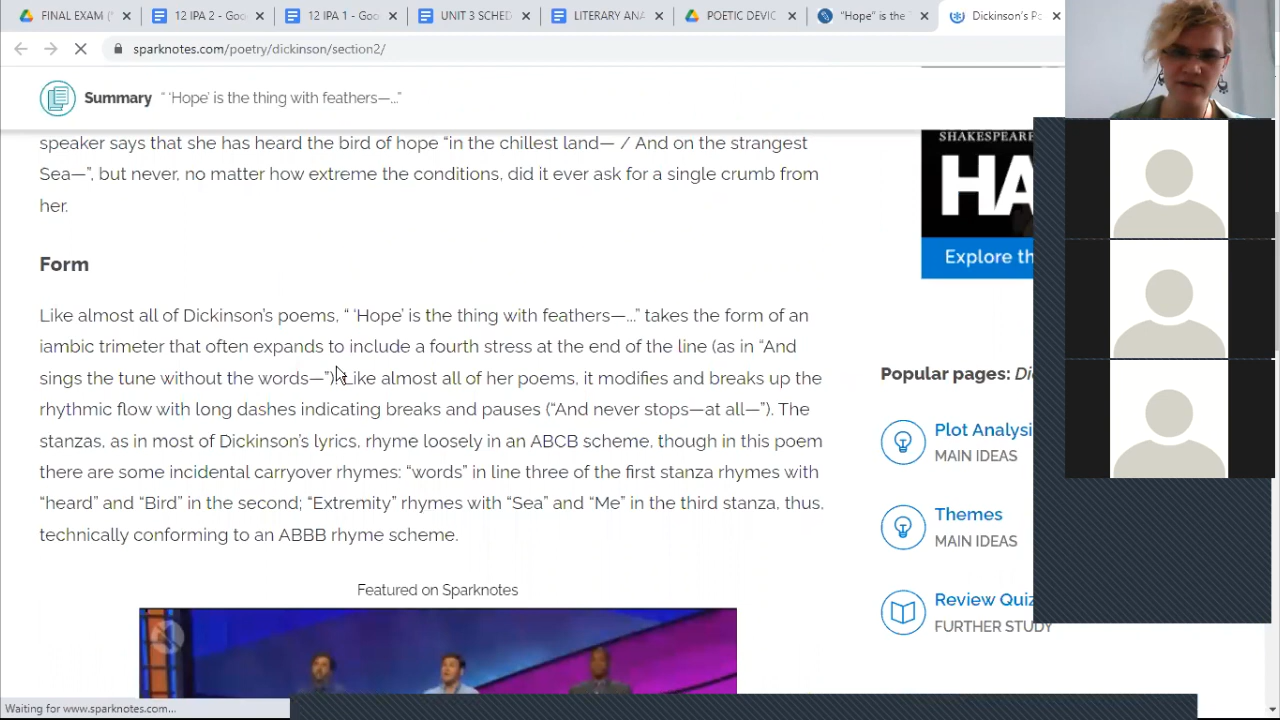 FINAL EXAM (
12 IPA 2 - Goo
12 IPA 1 - Goo
UNIT 3 SCHED
LITERARY ANA
POETIC DEVIC
"Hope" is the
Dickinson's Po
sparknotes.com/poetry/dickinson/section2/
Summary “ ‘Hope’ is the thing with feathers—...”
speaker says that she has heard the bird of hope “in the chillest land— / And on the strangest
Sea—”, but never, no matter how extreme the conditions, did it ever ask for a single crumb from
her.
Form
Like almost all of Dickinson’s poems, “ ‘Hope’ is the thing with feathers—...” takes the form of an
iambic trimeter that often expands to include a fourth stress at the end of the line (as in “And
sings the tune without the words—”). Like almost all of her poems, it modifies and breaks up the
rhythmic flow with long dashes indicating breaks and pauses (“And never stops—at all—”). The
stanzas, as in most of Dickinson’s lyrics, rhyme loosely in an ABCB scheme, though in this poem
there are some incidental carryover rhymes: “words” in line three of the first stanza rhymes with
“heard” and “Bird” in the second; “Extremity” rhymes with “Sea” and “Me” in the third stanza, thus,
technically conforming to an ABBB rhyme scheme.
Featured on Sparknotes
SHAKESPEARE
HA
Explore th
Popular pages: Di
Plot Analysi
MAIN IDEAS
Themes
MAIN IDEAS
Review Quiz
FURTHER STUDY
Waiting for www.sparknotes.com...